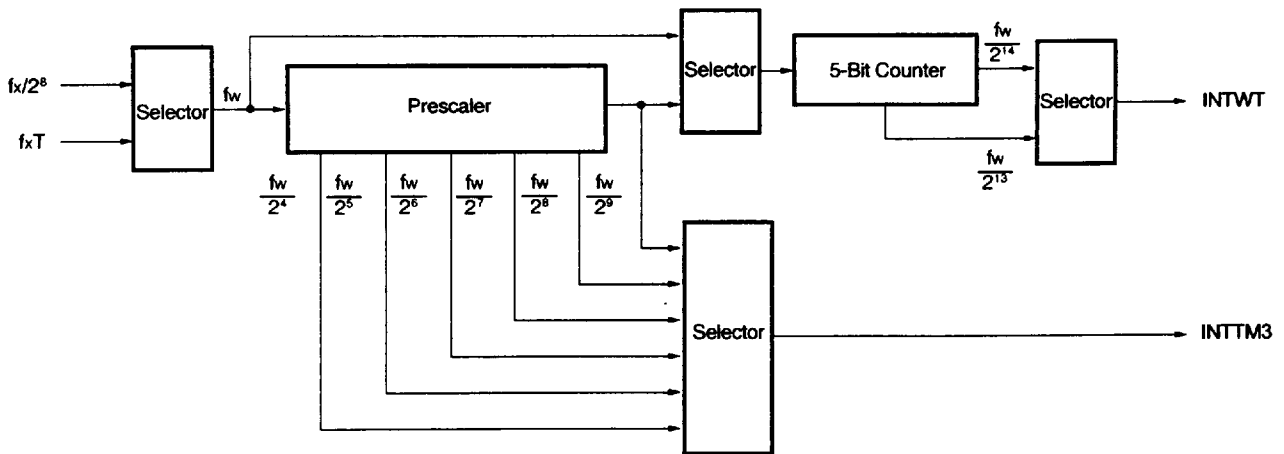 fx/2⁸
fxT
Selector
fw
Prescaler
fw/2⁴
fw/2⁵
fw/2⁶
fw/2⁷
fw/2⁸
fw/2⁹
Selector
5-Bit Counter
fw/2¹⁴
fw/2¹³
Selector
INTWT
Selector
INTTM3